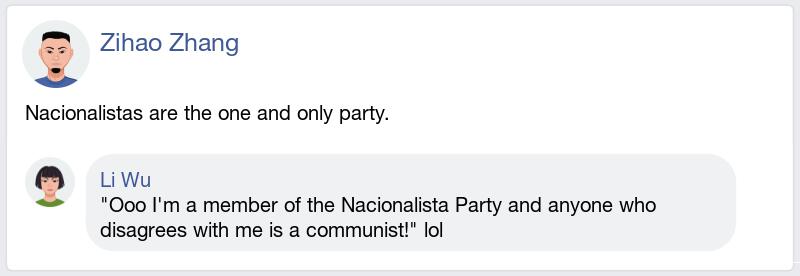 Zihao Zhang
Nacionalistas are the one and only party.
Li Wu
"Ooo I'm a member of the Nacionalista Party and anyone who
disagrees with me is a communist!" lol